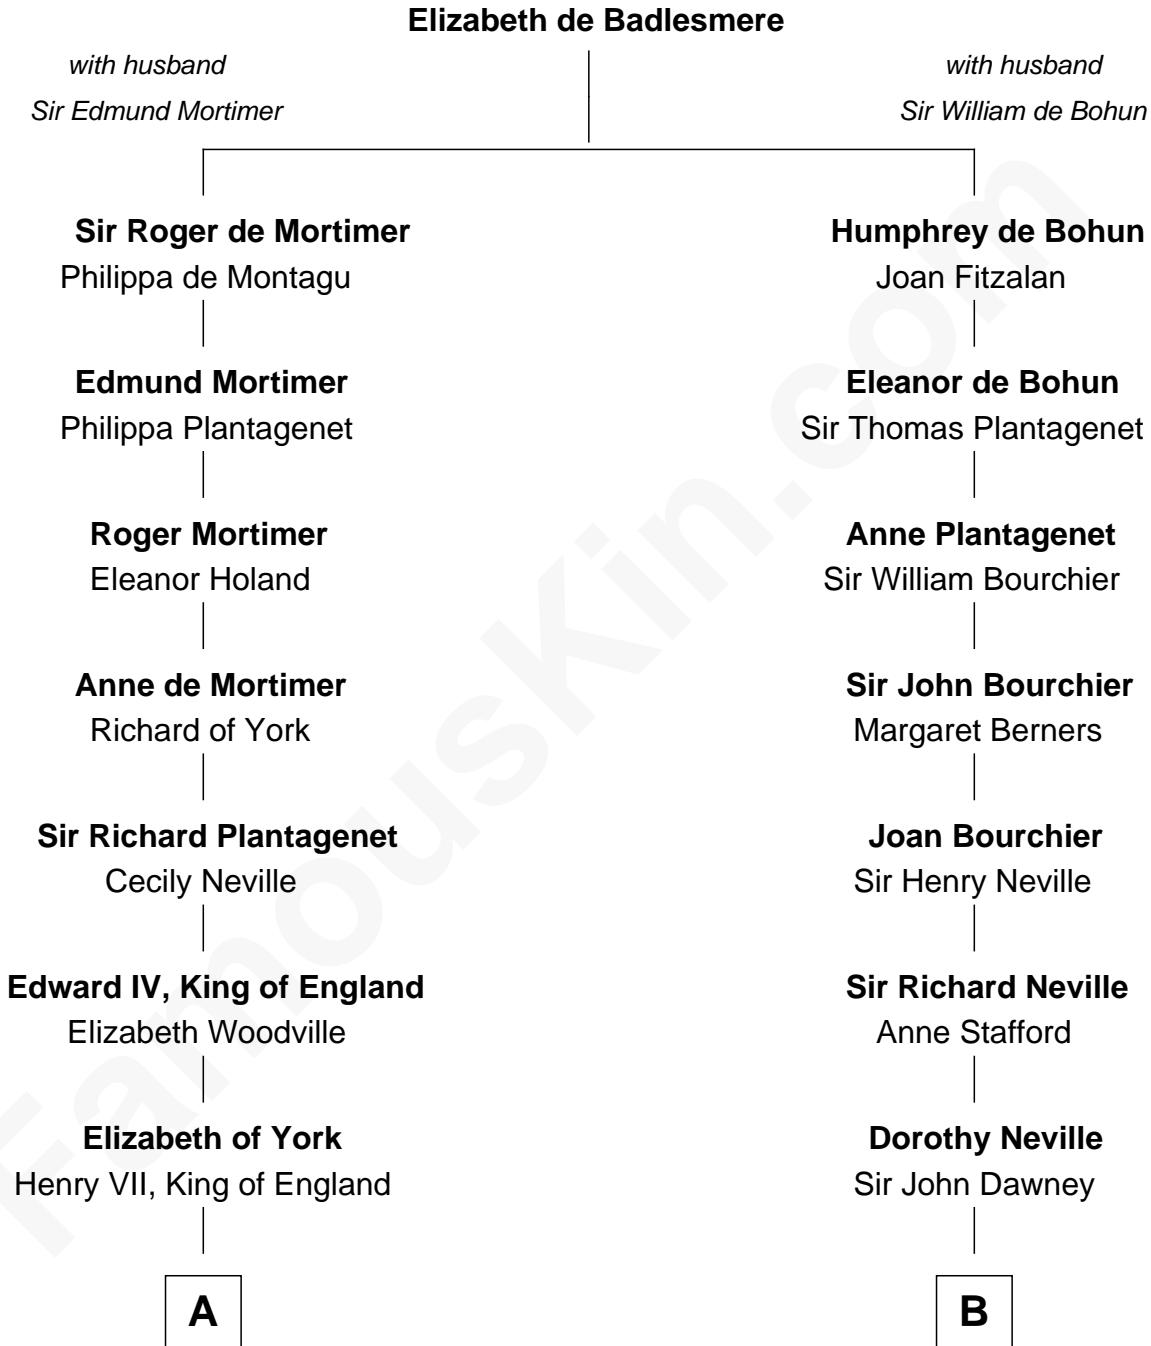 Elizabeth de Badlesmere
with husband
Sir Edmund Mortimer
with husband
Sir William de Bohun
Sir Roger de Mortimer
Philippa de Montagu
Humphrey de Bohun
Joan Fitzalan
Edmund Mortimer
Philippa Plantagenet
Eleanor de Bohun
Sir Thomas Plantagenet
Roger Mortimer
Eleanor Holand
Anne Plantagenet
Sir William Bourchier
Anne de Mortimer
Richard of York
Sir John Bourchier
Margaret Berners
Sir Richard Plantagenet
Cecily Neville
Joan Bourchier
Sir Henry Neville
Edward IV, King of England
Elizabeth Woodville
Sir Richard Neville
Anne Stafford
Elizabeth of York
Henry VII, King of England
Dorothy Neville
Sir John Dawney
A
B
FamousKin.com